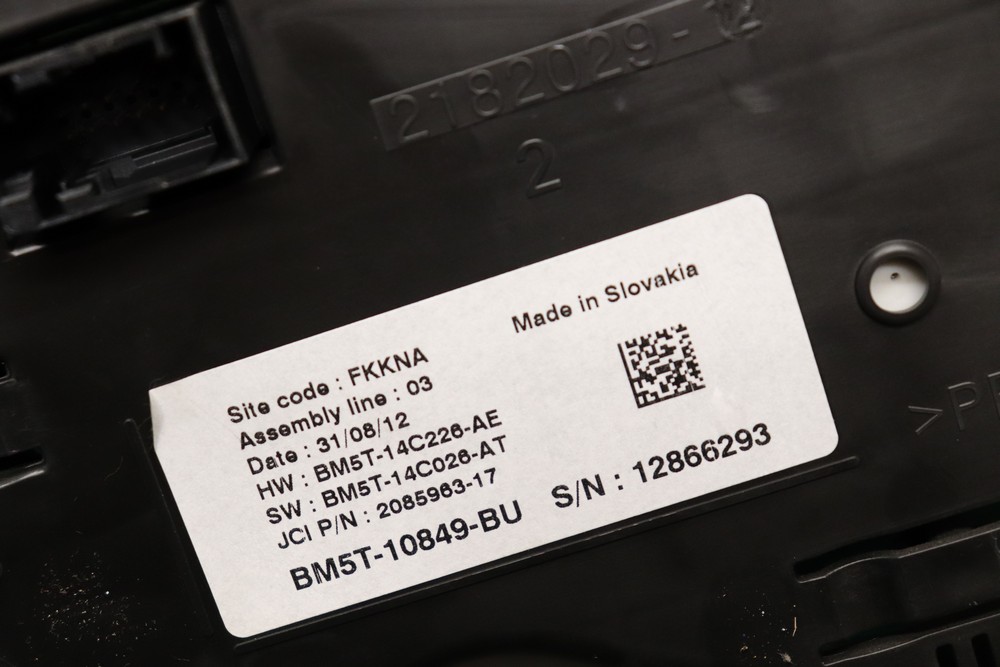 2182029-12
2
Made in Slovakia
Site code : FKKNA
Assembly line : 03
Date : 31/08/12
HW : BM5T-14C226-AE
SW : BM5T-14C026-AT
JCI P/N : 2085963-17
BM5T-10849-BU
S/N : 12866293